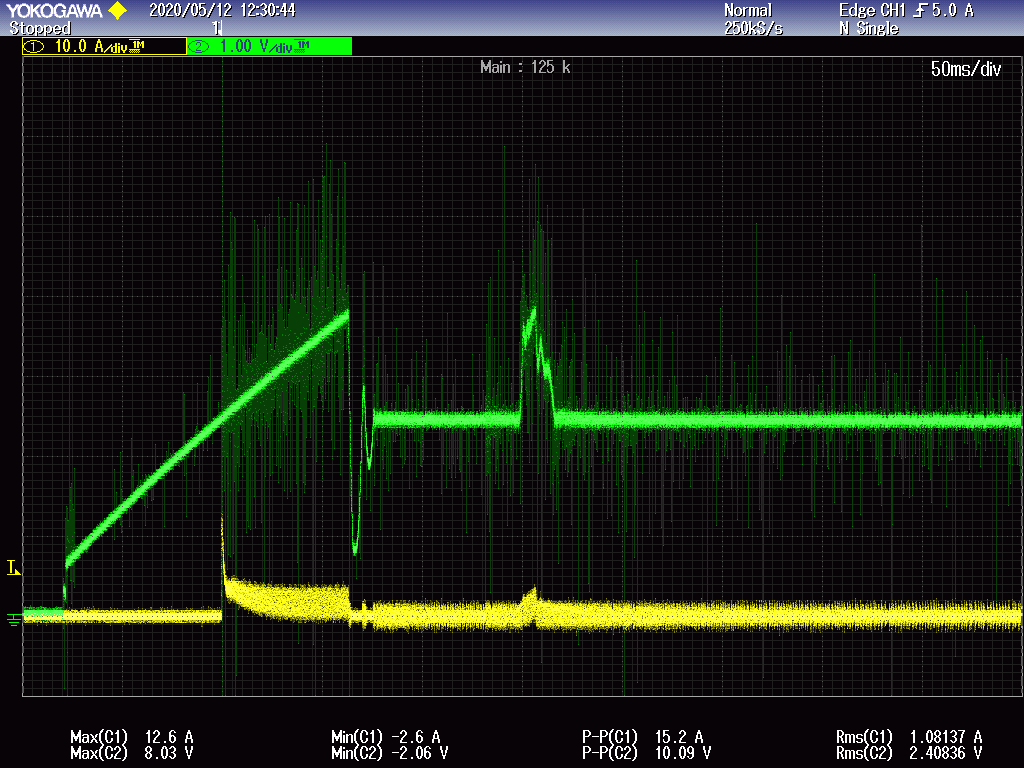 YOKOGAWA 2020/05/12 12:30:44 Normal Edge CH1 5.0 A
Stopped 1 250kS/s N Single
1 10.0 A/div 1M 2 1.00 V/div 1M
Main : 125 k 50ms/div
T
Max(C1) 12.6 A Min(C1) -2.6 A P-P(C1) 15.2 A Rms(C1) 1.08137 A
Max(C2) 8.03 V Min(C2) -2.06 V P-P(C2) 10.09 V Rms(C2) 2.40836 V